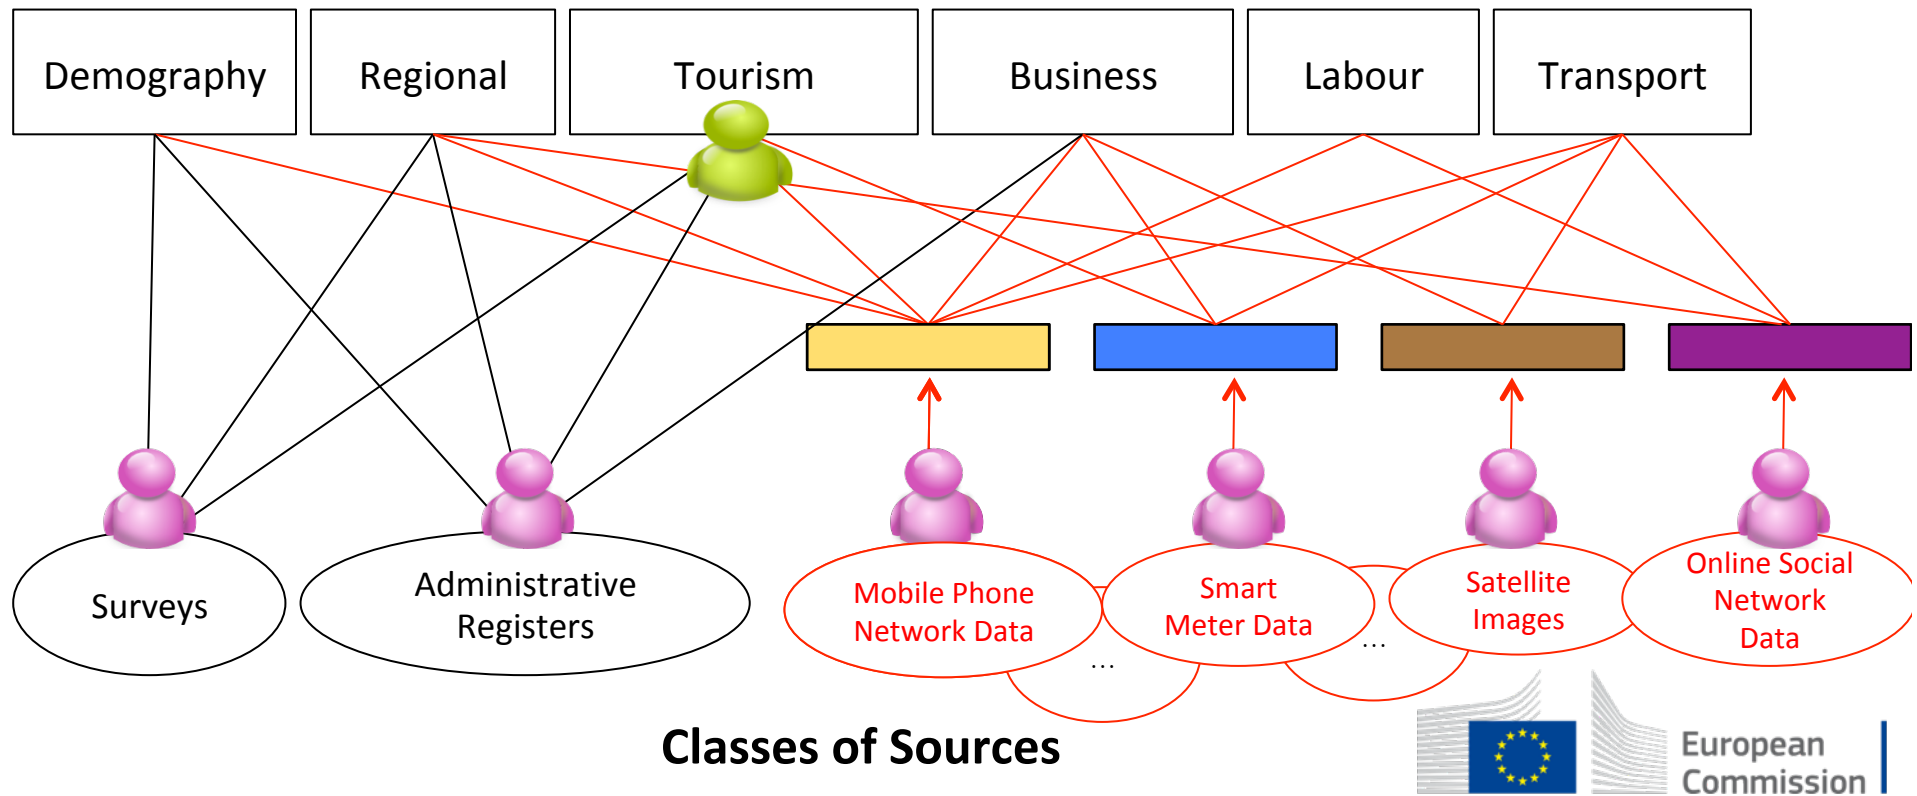 Demography
Regional
Tourism
Business
Labour
Transport
Surveys
Administrative
Registers
Mobile Phone
Network Data
...
Smart
Meter Data
...
Satellite
Images
Online Social
Network
Data
Classes of Sources
European
Commission